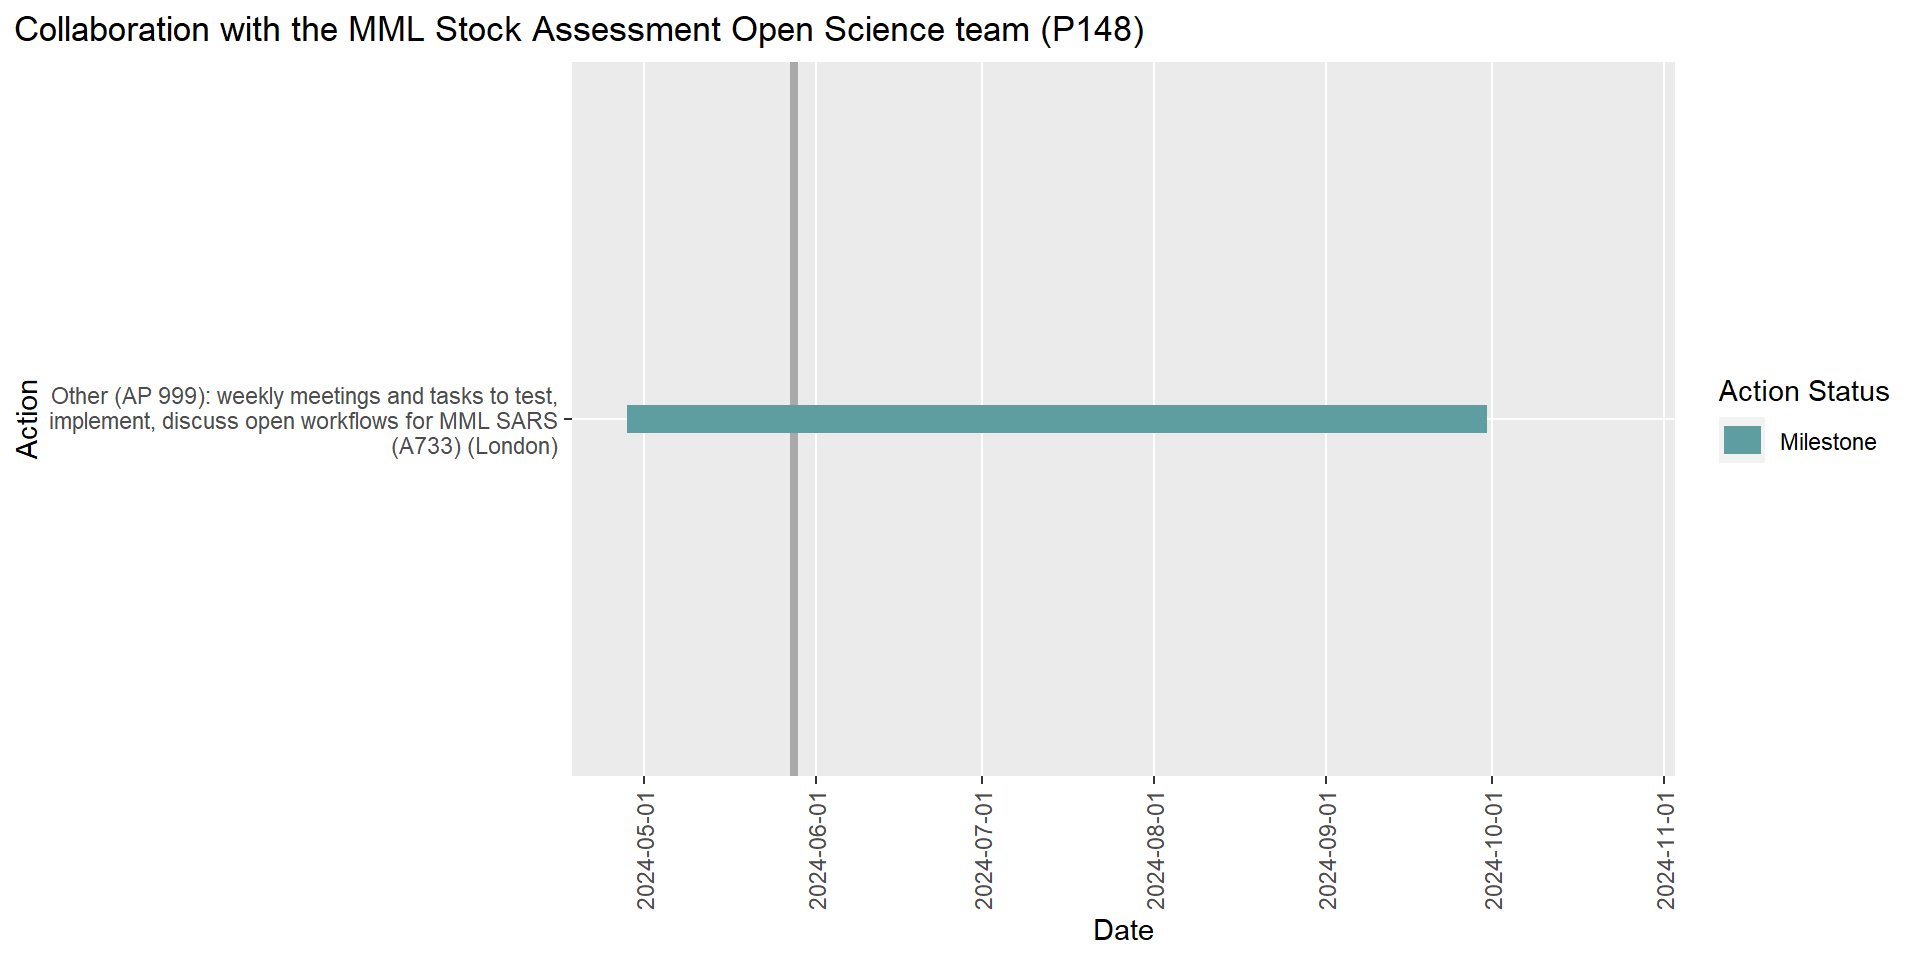 Collaboration with the MML Stock Assessment Open Science team (P148)
Action
Other (AP 999): weekly meetings and tasks to test,
implement, discuss open workflows for MML SARS
(A733) (London)
2024-05-01
2024-06-01
2024-07-01
2024-08-01
2024-09-01
2024-10-01
2024-11-01
Date
Action Status
Milestone